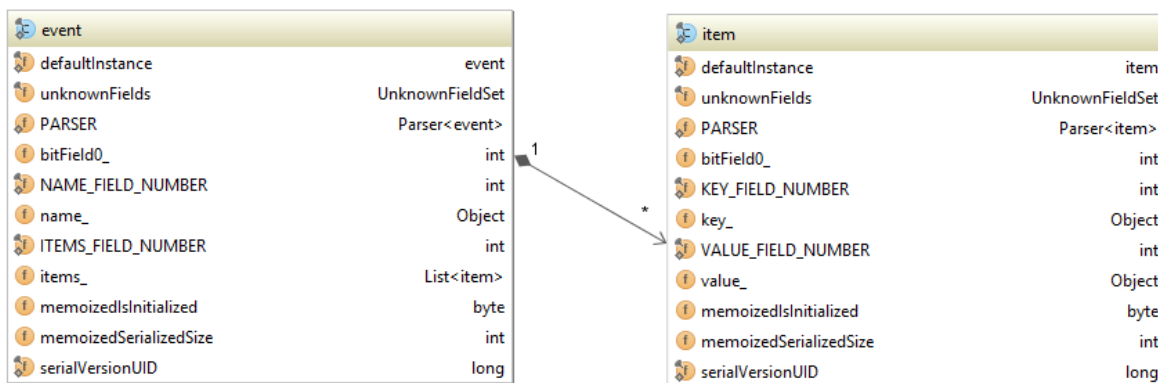 event
defaultInstance event
unknownFields UnknownFieldSet
PARSER Parser<event>
bitField0_ int
NAME_FIELD_NUMBER int
name_ Object
ITEMS_FIELD_NUMBER int
items_ List<item>
memoizedIsInitialized byte
memoizedSerializedSize int
serialVersionUID long
1
*
item
defaultInstance item
unknownFields UnknownFieldSet
PARSER Parser<item>
bitField0_ int
KEY_FIELD_NUMBER int
key_ Object
VALUE_FIELD_NUMBER int
value_ Object
memoizedIsInitialized byte
memoizedSerializedSize int
serialVersionUID long